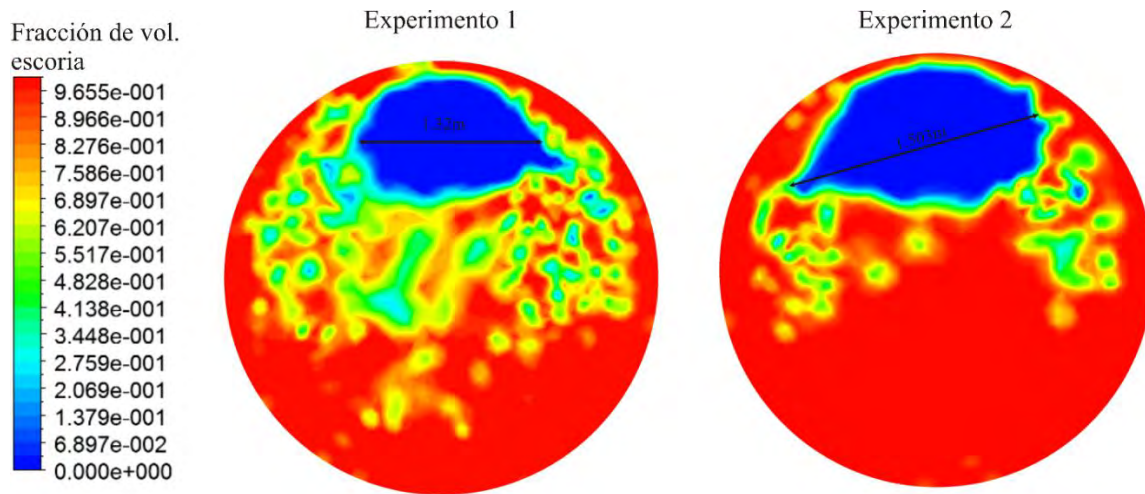 Fracción de vol.
escoria
9.655e-001
8.966e-001
8.276e-001
7.586e-001
6.897e-001
6.207e-001
5.517e-001
4.828e-001
4.138e-001
3.448e-001
2.759e-001
2.069e-001
1.379e-001
6.897e-002
0.000e+000
Experimento 1
Experimento 2